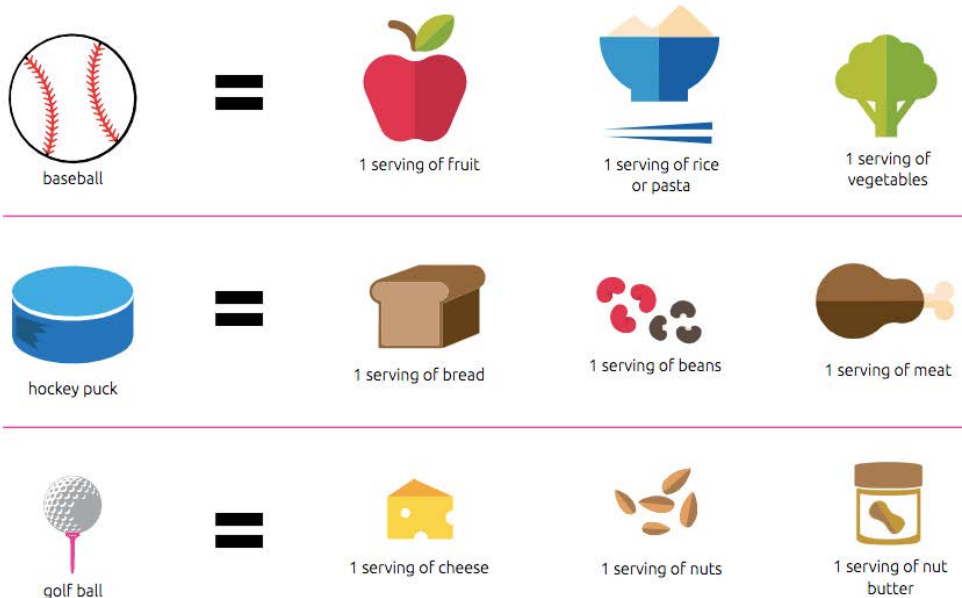 baseball
1 serving of fruit
1 serving of rice
or pasta
1 serving of
vegetables
hockey puck
1 serving of bread
1 serving of beans
1 serving of meat
golf ball
1 serving of cheese
1 serving of nuts
1 serving of nut
butter